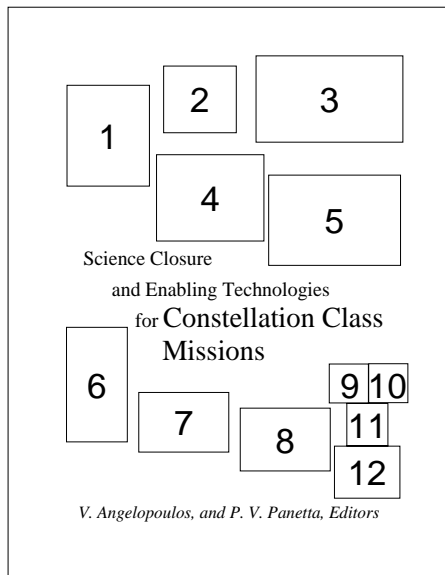 1
2
3
4
5
Science Closure
and Enabling Technologies
for Constellation Class
Missions
6
7
8
9 10
11
12
V. Angelopoulos, and P. V. Panetta, Editors